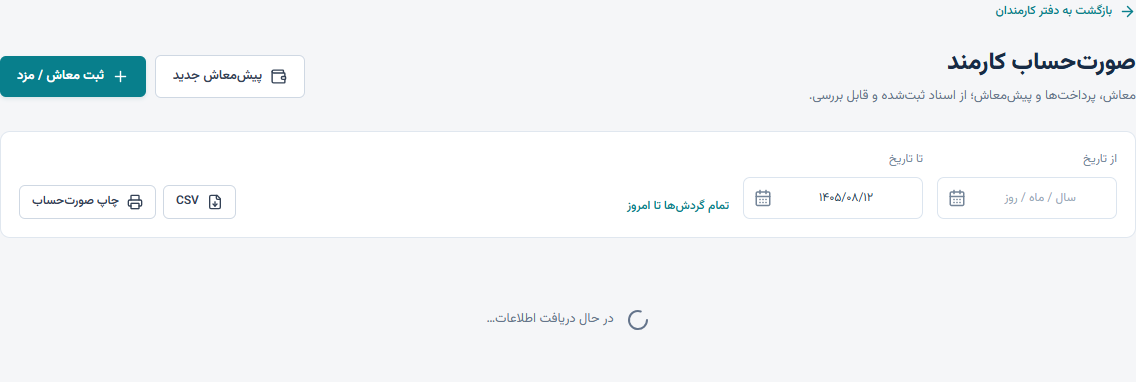 بازگشت به دفتر کارمندان
صورت‌حساب کارمند
معاش، پرداخت‌ها و پیش‌معاش؛ از اسناد ثبت‌شده و قابل بررسی.
پیش‌معاش جدید
ثبت معاش / مزد
از تاریخ
تا تاریخ
سال / ماه / روز
۱۴۰۵/۰۸/۱۲
تمام گردش‌ها تا امروز
CSV
چاپ صورت‌حساب
در حال دریافت اطلاعات...